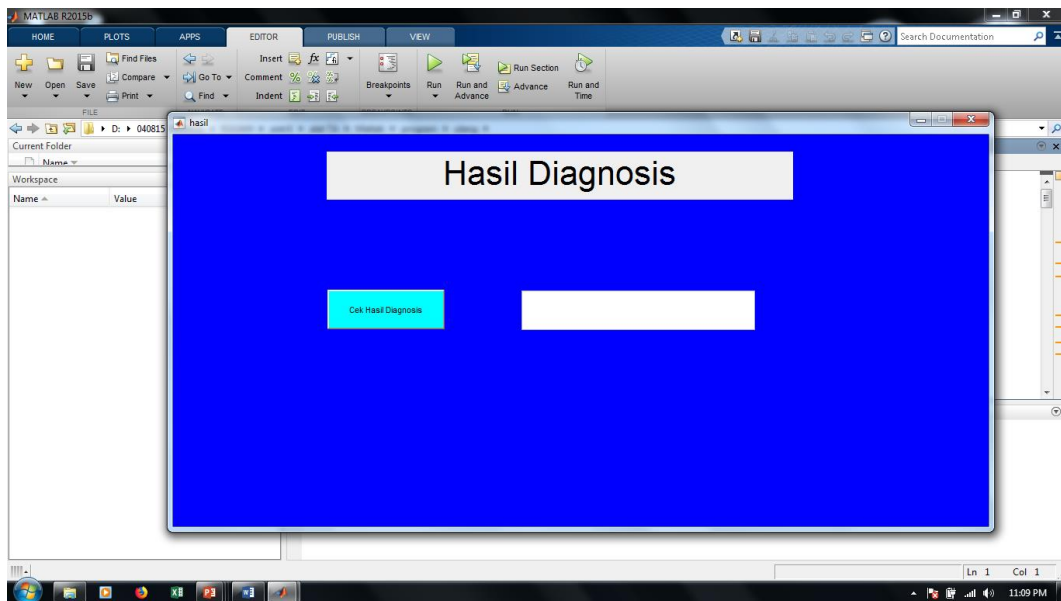 MATLAB R2015b
HOME PLOTS APPS EDITOR PUBLISH VIEW
Search Documentation
New Open Save
Find Files
Compare
Print
Go To
Find
Insert
Comment
Indent
fx
Breakpoints
Run
Run and Advance
Run Section
Advance
Run and Time
FILE
D: 040815
Current Folder
Name
Workspace
Name Value
hasil
Hasil Diagnosis
Cek Hasil Diagnosis
Ln 1 Col 1
11:09 PM